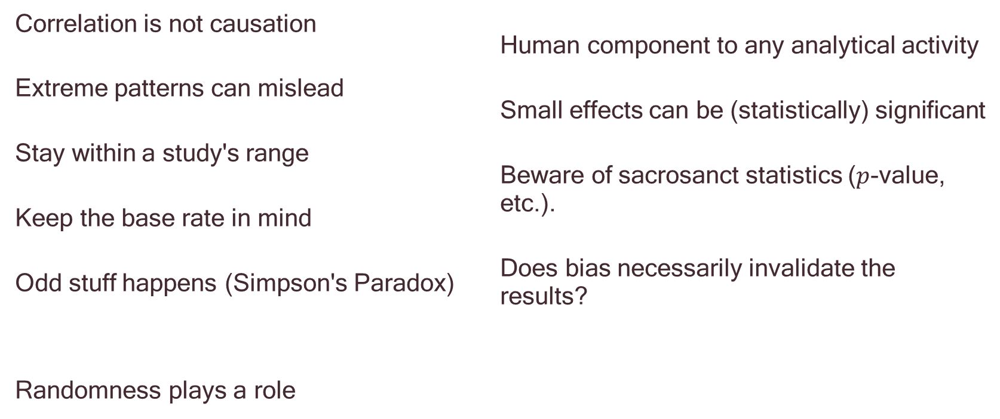 Correlation is not causation
Extreme patterns can mislead
Stay within a study's range
Keep the base rate in mind
Odd stuff happens (Simpson's Paradox)
Randomness plays a role
Human component to any analytical activity
Small effects can be (statistically) significant
Beware of sacrosanct statistics (p-value,
etc.).
Does bias necessarily invalidate the
results?